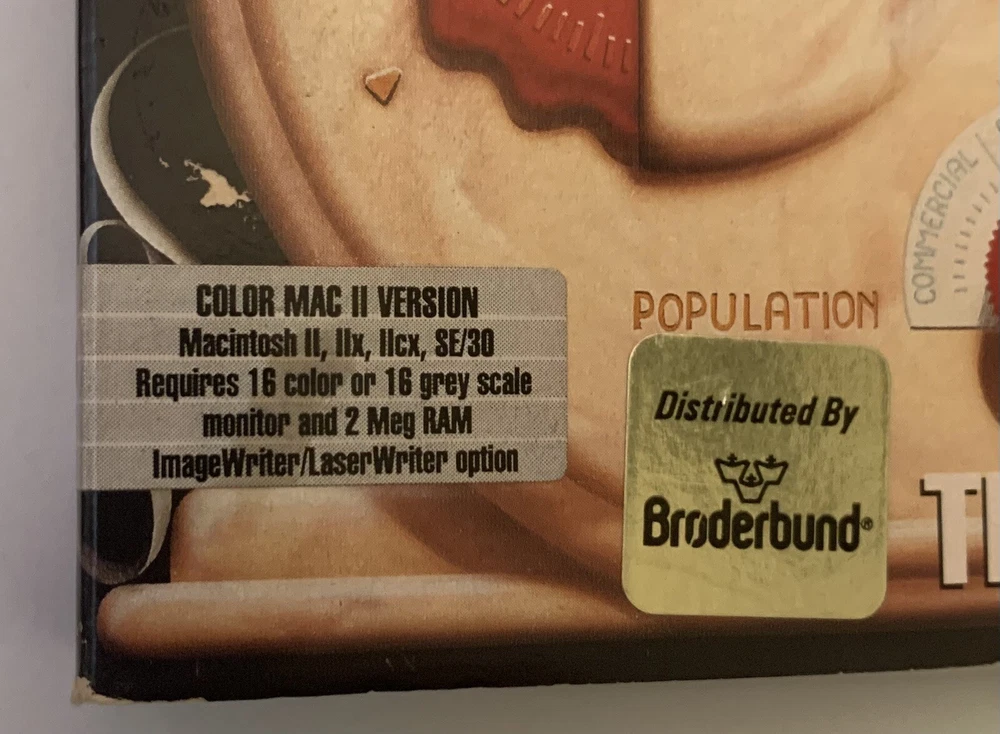 COMMERCIAL
COLOR MAC II VERSION
Macintosh II, IIx, IIcx, SE/30
Requires 16 color or 16 grey scale
monitor and 2 Meg RAM
ImageWriter/LaserWriter option
POPULATION
Distributed By
Brøderbund®